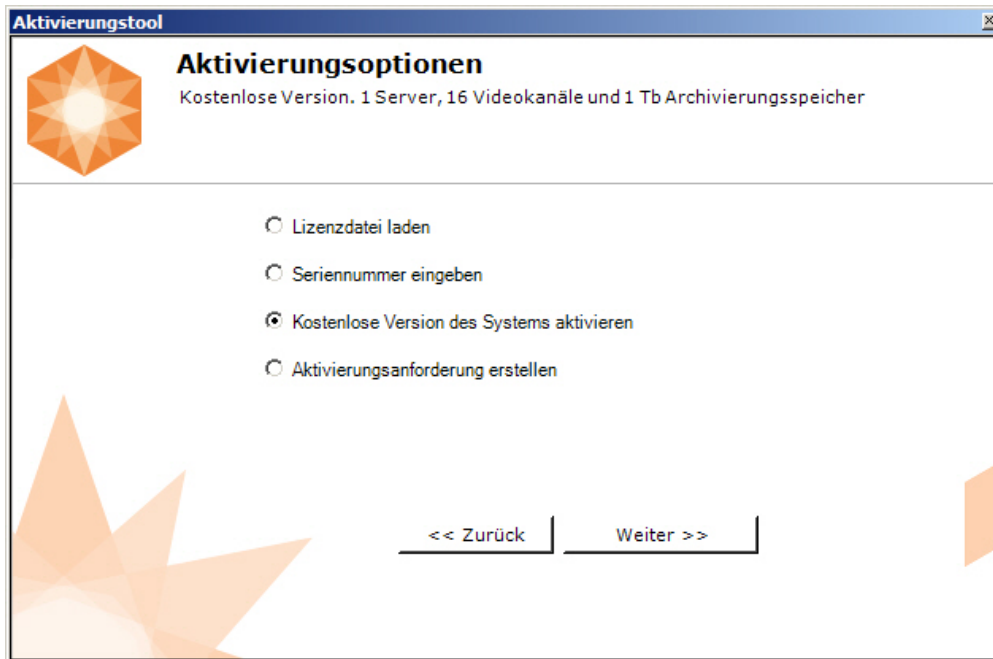 Aktivierungstool
Aktivierungsoptionen
Kostenlose Version. 1 Server, 16 Videokanäle und 1 Tb Archivierungsspeicher
Lizenzdatei laden
Seriennummer eingeben
Kostenlose Version des Systems aktivieren
Aktivierungsanforderung erstellen
<< Zurück
Weiter >>